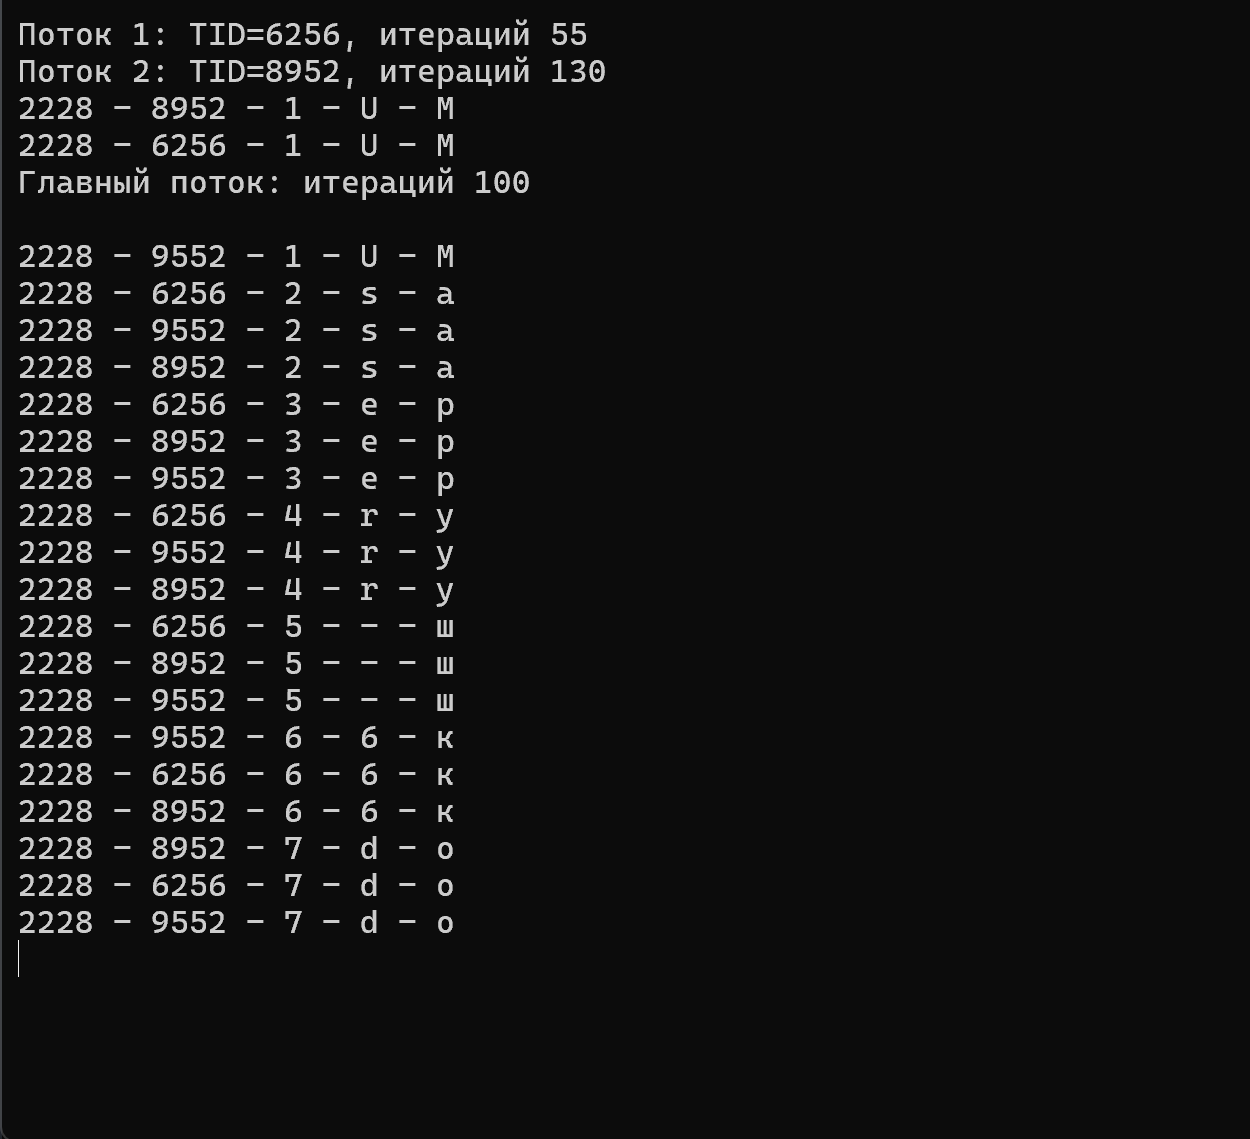 Поток 1: TID=6256, итераций 55
Поток 2: TID=8952, итераций 130
2228 - 8952 - 1 - U - М
2228 - 6256 - 1 - U - М
Главный поток: итераций 100
2228 - 9552 - 1 - U - М
2228 - 6256 - 2 - s - а
2228 - 9552 - 2 - s - а
2228 - 8952 - 2 - s - а
2228 - 6256 - 3 - e - р
2228 - 8952 - 3 - e - р
2228 - 9552 - 3 - e - р
2228 - 6256 - 4 - r - у
2228 - 9552 - 4 - r - у
2228 - 8952 - 4 - r - у
2228 - 6256 - 5 - - - ш
2228 - 8952 - 5 - - - ш
2228 - 9552 - 5 - - - ш
2228 - 9552 - 6 - 6 - к
2228 - 6256 - 6 - 6 - к
2228 - 8952 - 6 - 6 - к
2228 - 8952 - 7 - d - о
2228 - 6256 - 7 - d - о
2228 - 9552 - 7 - d - о